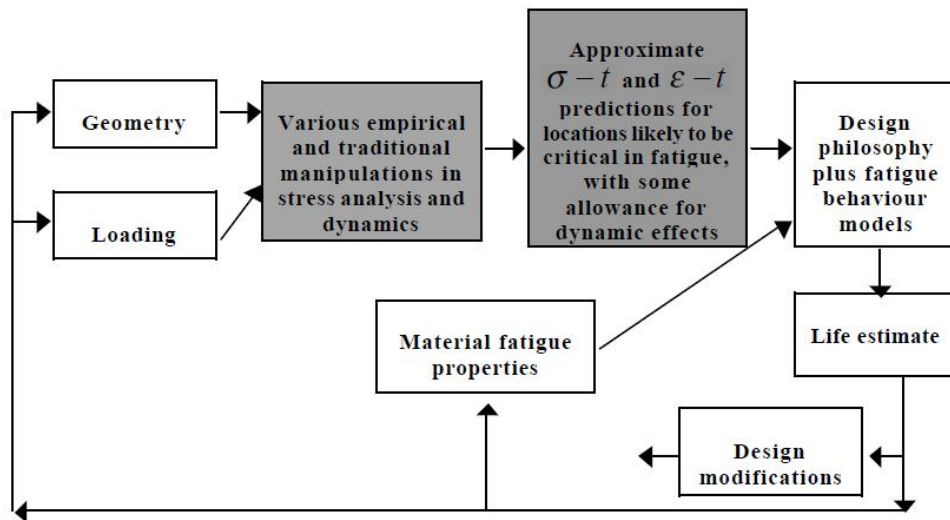 Geometry
Loading
Various empirical
and traditional
manipulations in
stress analysis and
dynamics
Approximate
σ − t and ε − t
predictions for
locations likely to be
critical in fatigue,
with some
allowance for
dynamic effects
Design
philosophy
plus fatigue
behaviour
models
Material fatigue
properties
Life estimate
Design
modifications